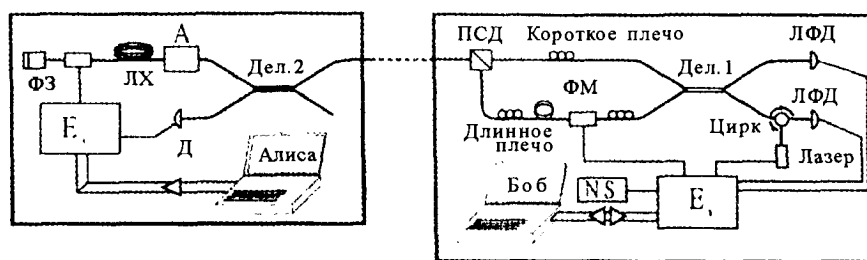 А
ФЗ
ЛХ
Дел.2
Е
Д
Алиса
ПСД
Короткое плечо
ЛФД
Дел.1
ФМ
ЛФД
Длинное
плечо
Цирк
Лазер
Боб
NS
Е